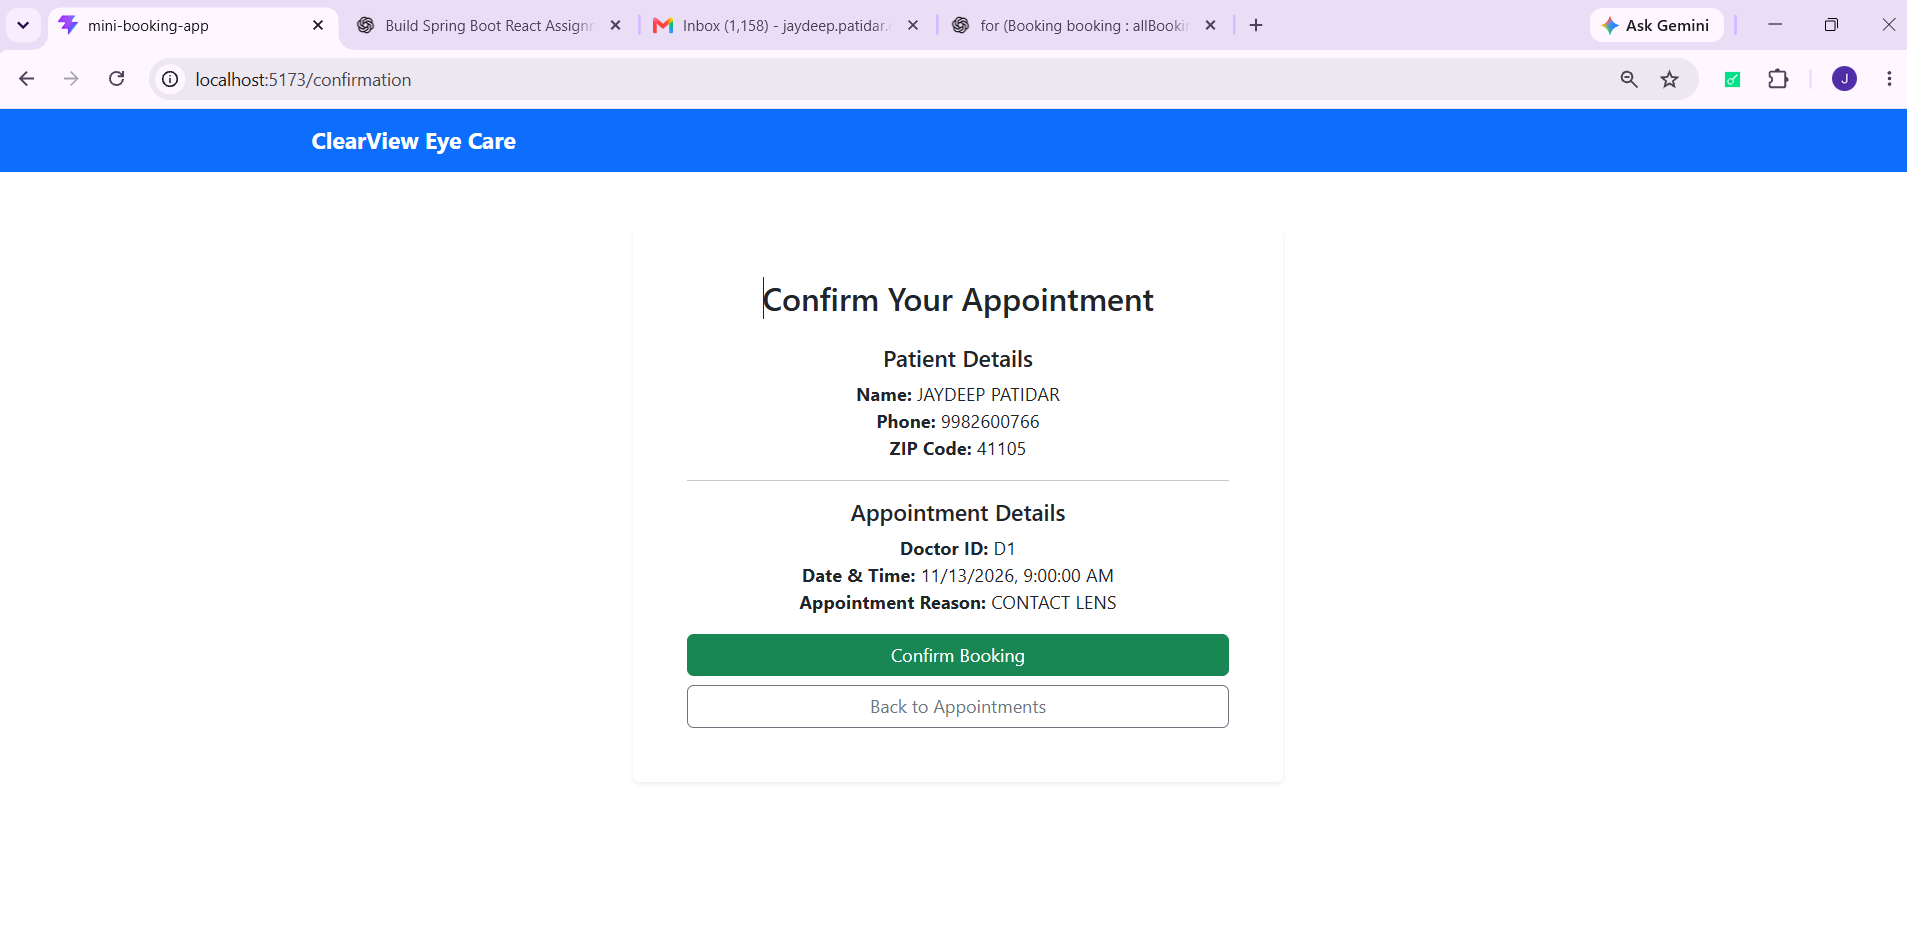 mini-booking-app
Build Spring Boot React Assignm
Inbox (1,158) - jaydeep.patidar.
for (Booking booking : allBookin
Ask Gemini
localhost:5173/confirmation
J
ClearView Eye Care
Confirm Your Appointment
Patient Details
Name: JAYDEEP PATIDAR
Phone: 9982600766
ZIP Code: 41105
Appointment Details
Doctor ID: D1
Date & Time: 11/13/2026, 9:00:00 AM
Appointment Reason: CONTACT LENS
Confirm Booking
Back to Appointments